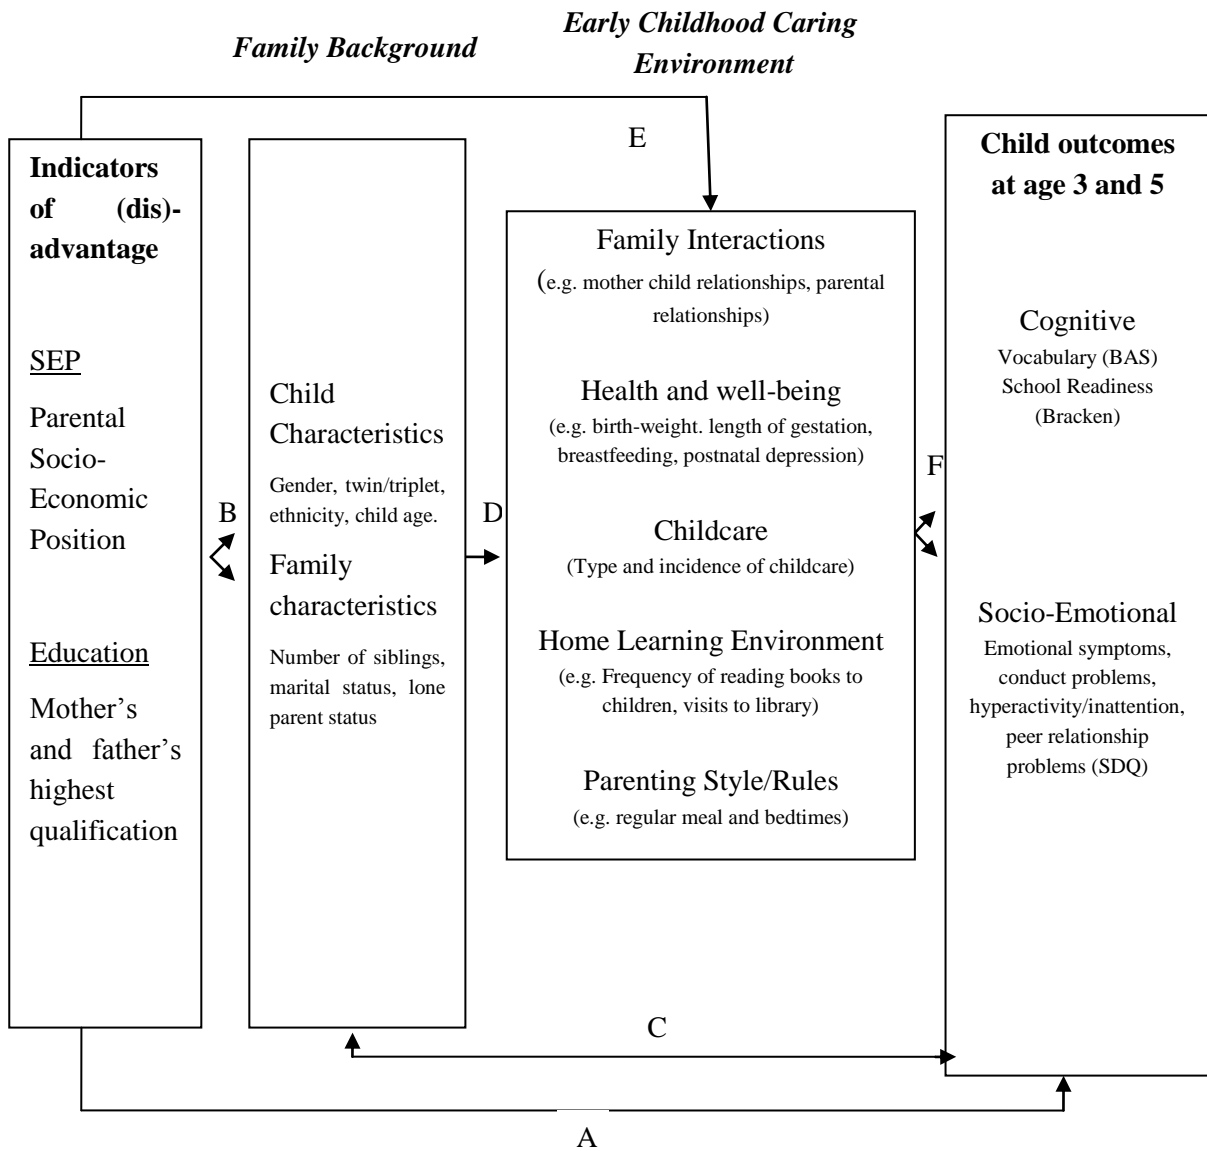 Family Background
Early Childhood Caring
Environment
E
Indicators
of (dis)-
advantage
SEP
Parental
Socio-
Economic
Position
Education
Mother’s
and father’s
highest
qualification
B
Child
Characteristics
Gender, twin/triplet,
ethnicity, child age.
Family
characteristics
Number of siblings,
marital status, lone
parent status
D
Family Interactions
(e.g. mother child relationships, parental
relationships)
Health and well-being
(e.g. birth-weight. length of gestation,
breastfeeding, postnatal depression)
Childcare
(Type and incidence of childcare)
Home Learning Environment
(e.g. Frequency of reading books to
children, visits to library)
Parenting Style/Rules
(e.g. regular meal and bedtimes)
F
Child outcomes
at age 3 and 5
Cognitive
Vocabulary (BAS)
School Readiness
(Bracken)
Socio-Emotional
Emotional symptoms,
conduct problems,
hyperactivity/inattention,
peer relationship
problems (SDQ)
C
A